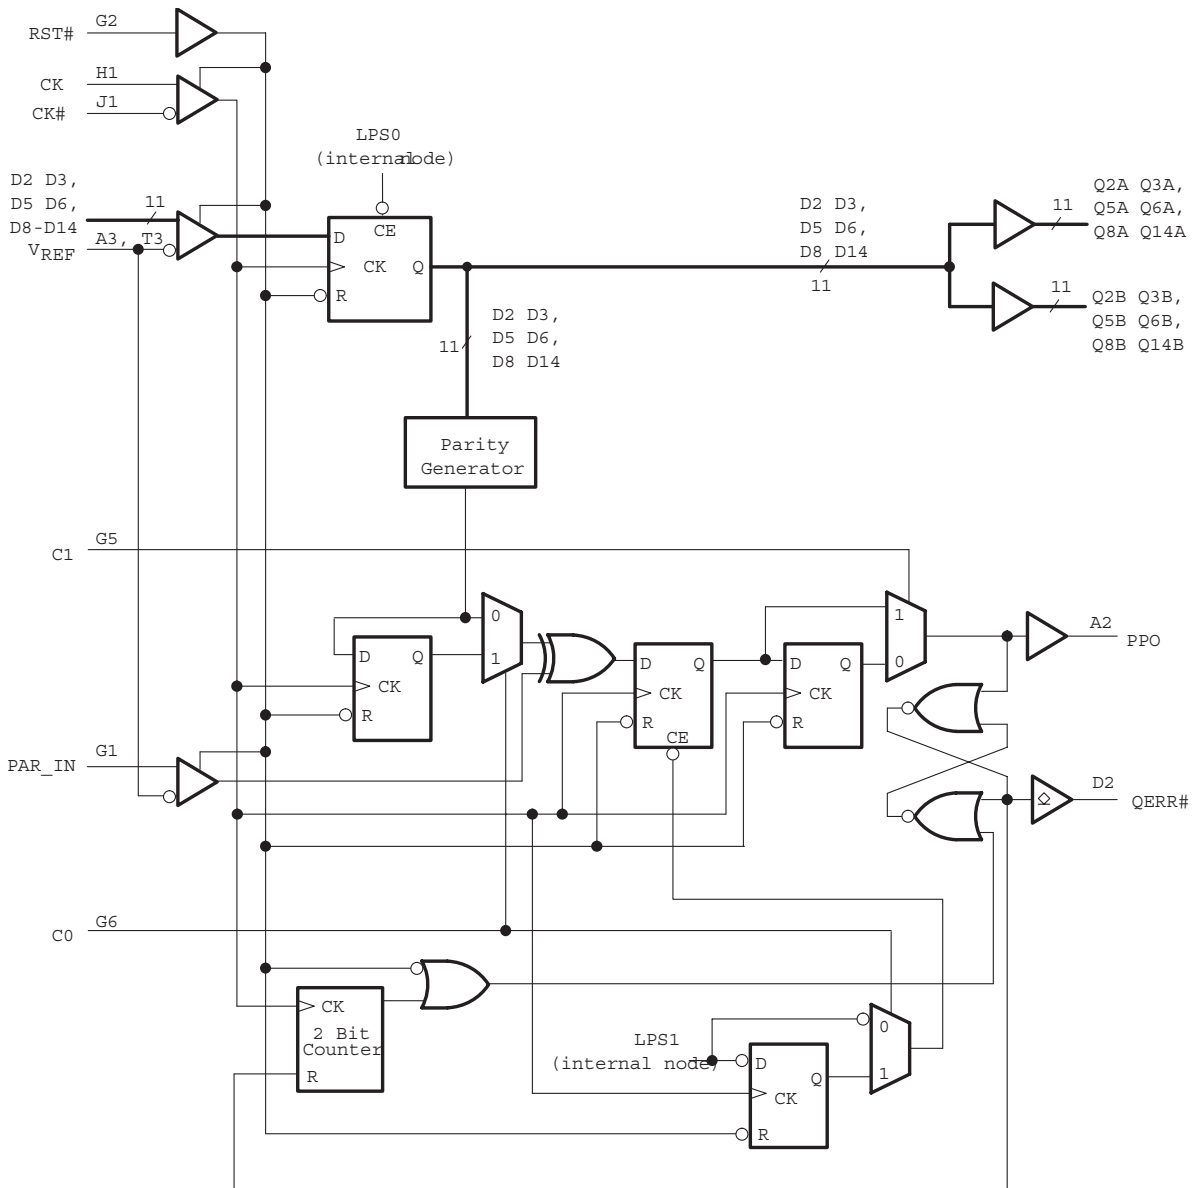 G2
RST#
H1
CK
J1
CK#
LPS0
(internal node)
D2 D3,
D5 D6,
D8-D14
11
VREF
A3, T3
D
CE
CK
Q
R
D2 D3,
D5 D6,
D8 D14
11
11
Q2A Q3A,
Q5A Q6A,
Q8A Q14A
11
Q2B Q3B,
Q5B Q6B,
Q8B Q14B
D2 D3,
D5 D6,
D8 D14
11
Parity
Generator
G5
C1
0
1
D
Q
CK
R
D
Q
CK
R
CE
D
Q
CK
R
1
0
A2
PPO
G1
PAR_IN
D2
QERR#
G6
C0
CK
2 Bit
Counter
R
LPS1
(internal node)
D
Q
CK
R
0
1